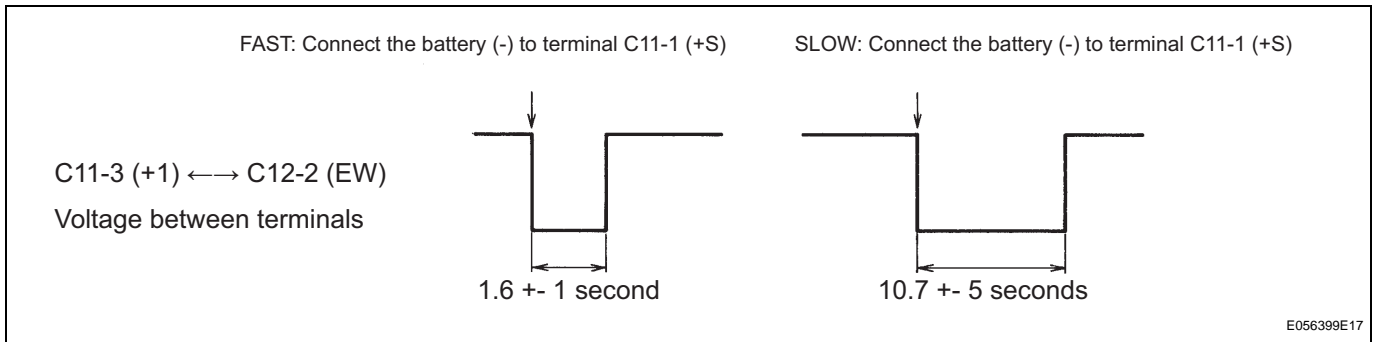 FAST: Connect the battery (-) to terminal C11-1 (+S)
SLOW: Connect the battery (-) to terminal C11-1 (+S)
C11-3 (+1) ←→ C12-2 (EW)
Voltage between terminals
1.6 +- 1 second
10.7 +- 5 seconds
E056399E17